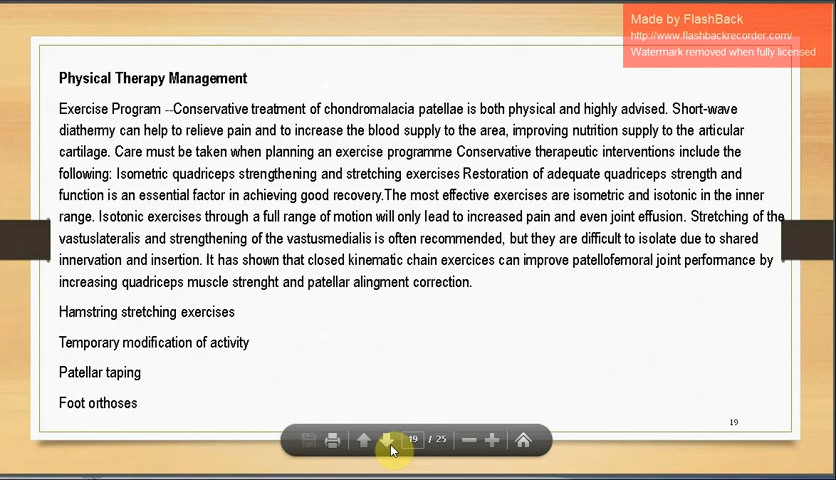 Made by FlashBack
http://www.flashbackrecorder.com/
Watermark removed when fully licensed
Physical Therapy Management
Exercise Program --Conservative treatment of chondromalacia patellae is both physical and highly advised. Short-wave
diathermy can help to relieve pain and to increase the blood supply to the area, improving nutrition supply to the articular
cartilage. Care must be taken when planning an exercise programme Conservative therapeutic interventions include the
following: Isometric quadriceps strengthening and stretching exercises Restoration of adequate quadriceps strength and
function is an essential factor in achieving good recovery.The most effective exercises are isometric and isotonic in the inner
range. Isotonic exercises through a full range of motion will only lead to increased pain and even joint effusion. Stretching of the
vastuslateralis and strengthening of the vastusmedialis is often recommended, but they are difficult to isolate due to shared
innervation and insertion. It has shown that closed kinematic chain exercices can improve patellofemoral joint performance by
increasing quadriceps muscle strenght and patellar alingment correction.
Hamstring stretching exercises
Temporary modification of activity
Patellar taping
Foot orthoses
19
19 / 25